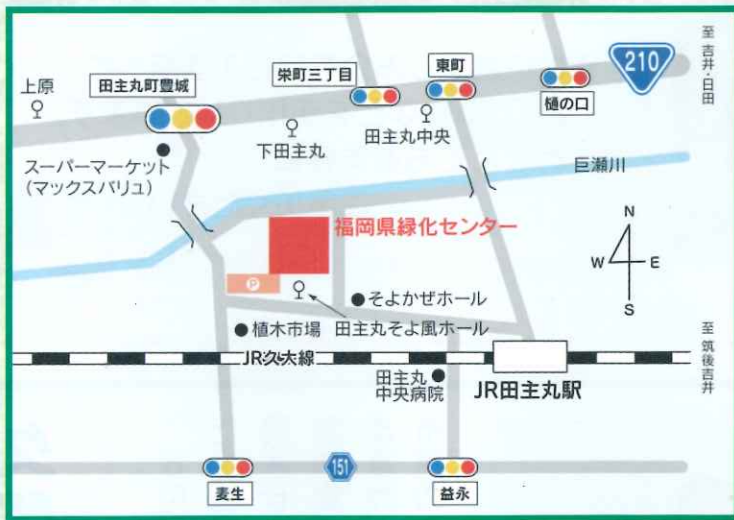 至 吉井・日田
210
東町
栄町三丁目
樋の口
田主丸町豊城
上原
田主丸中央
下田主丸
スーパーマーケット
(マックスバリュ)
巨瀬川
福岡県緑化センター
N
W E
S
P
そよかぜホール
植木市場
田主丸そよ風ホール
至 筑後吉井
JR久大線
田主丸
中央病院
JR田主丸駅
151
麦生
益永